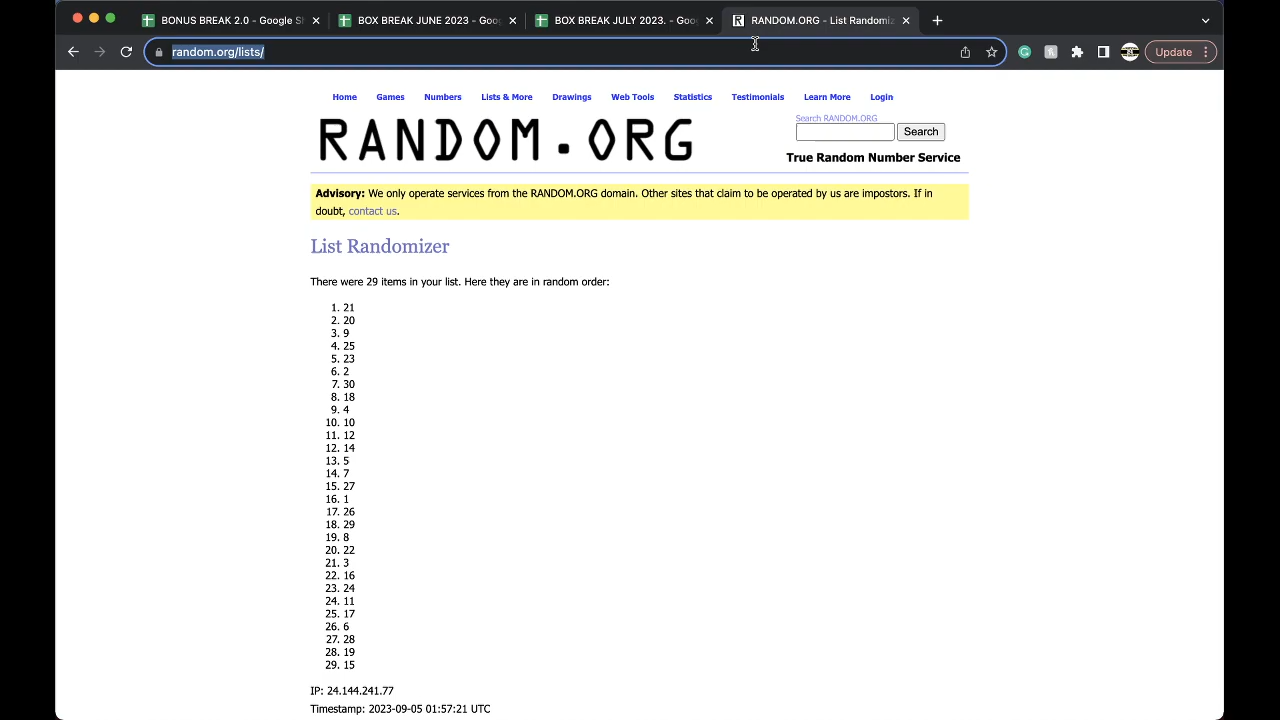 BONUS BREAK 2.0 - Google Sh
BOX BREAK JUNE 2023 - Goog
BOX BREAK JULY 2023. - Goo
RANDOM.ORG - List Randomiz
random.org/lists/
Update
Home Games Numbers Lists & More Drawings Web Tools Statistics Testimonials Learn More Login
RANDOM.ORG
Search RANDOM.ORG
Search
True Random Number Service
Advisory: We only operate services from the RANDOM.ORG domain. Other sites that claim to be operated by us are impostors. If in
doubt, contact us.
List Randomizer
There were 29 items in your list. Here they are in random order:
1. 21
2. 20
3. 9
4. 25
5. 23
6. 2
7. 30
8. 18
9. 4
10. 10
11. 12
12. 14
13. 5
14. 7
15. 27
16. 1
17. 26
18. 29
19. 8
20. 22
21. 3
22. 16
23. 24
24. 11
25. 17
26. 6
27. 28
28. 19
29. 15
IP: 24.144.241.77
Timestamp: 2023-09-05 01:57:21 UTC